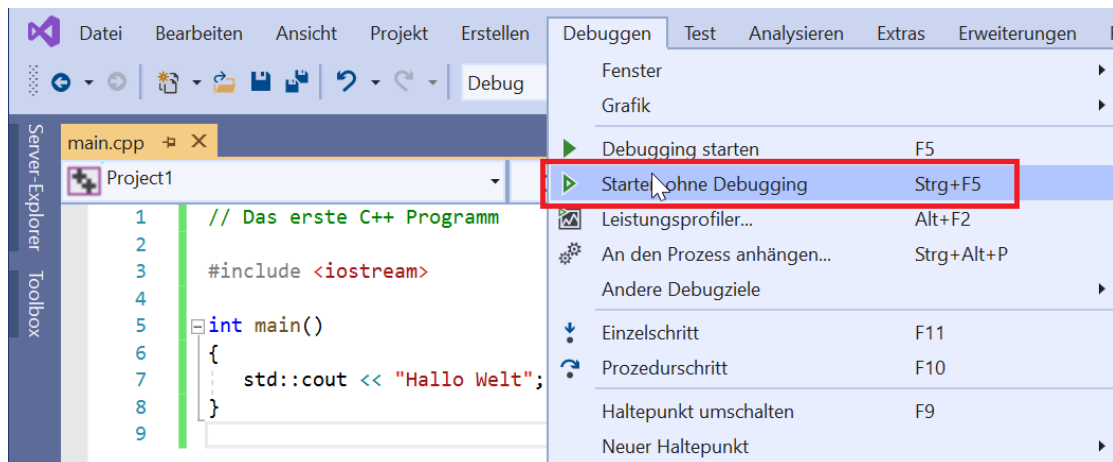 Datei Bearbeiten Ansicht Projekt Erstellen Debuggen Test Analysieren Extras Erweiterungen
Debug
Server-Explorer
Toolbox
main.cpp
Project1
1 // Das erste C++ Programm
2
3 #include <iostream>
4
5 int main()
6 {
7 std::cout << "Hallo Welt";
8 }
9
Fenster
Grafik
Debugging starten F5
Starten ohne Debugging Strg+F5
Leistungsprofiler... Alt+F2
An den Prozess anhängen... Strg+Alt+P
Andere Debugziele
Einzelschritt F11
Prozedurschritt F10
Haltepunkt umschalten F9
Neuer Haltepunkt